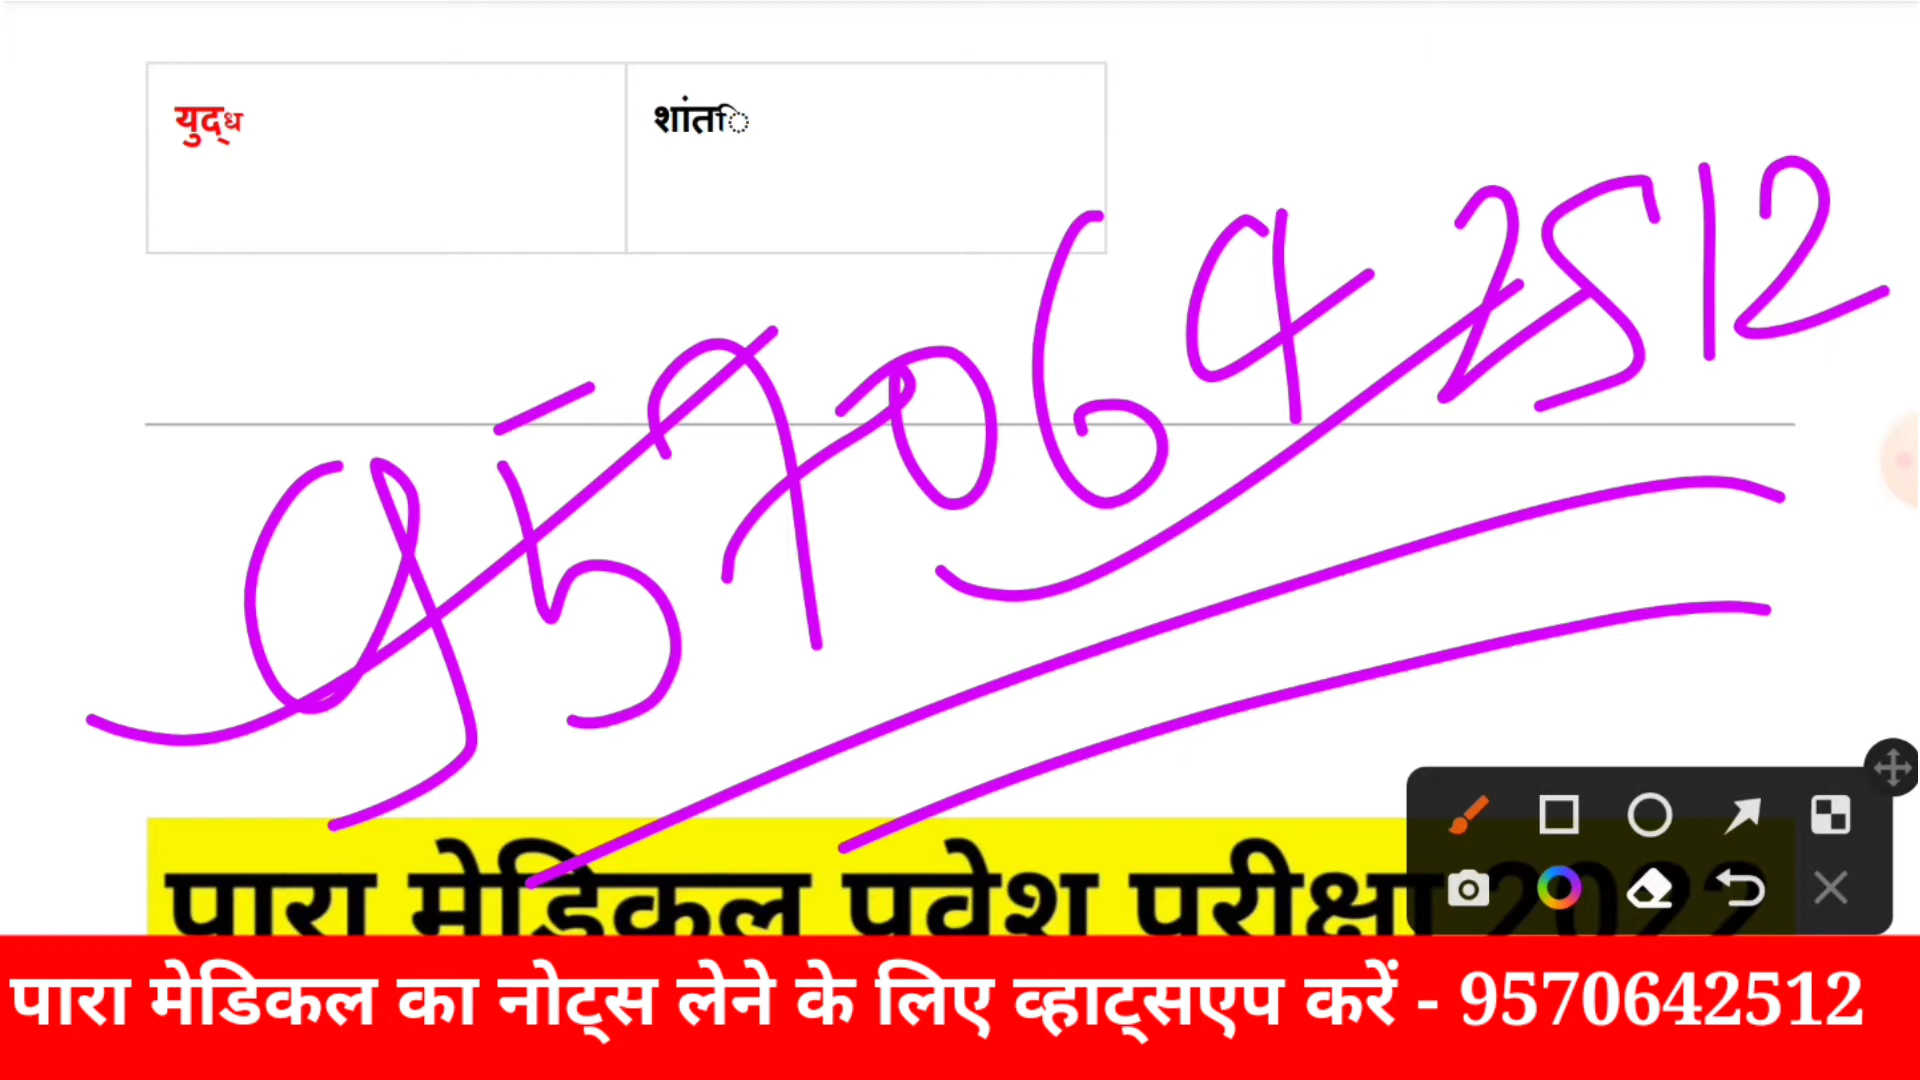 युद्ध शांति
9570642512
पारा मेडिकल प्रवेश परीक्षा 2022
पारा मेडिकल का नोट्स लेने के लिए व्हाट्सएप करें - 9570642512